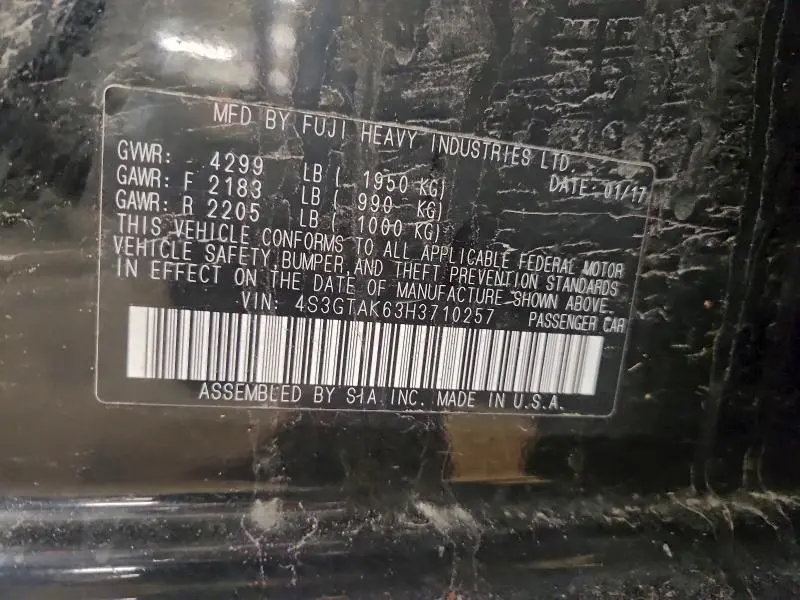 MFD BY FUJI HEAVY INDUSTRIES LTD.
GVWR: 4299 LB ( 1950 KG) DATE: 01/17
GAWR: F 2183 LB ( 990 KG)
GAWR: R 2205 LB ( 1000 KG)
THIS VEHICLE CONFORMS TO ALL APPLICABLE FEDERAL MOTOR
VEHICLE SAFETY, BUMPER, AND THEFT PREVENTION STANDARDS
IN EFFECT ON THE DATE OF MANUFACTURE SHOWN ABOVE.
VIN: 4S3GTAK63H3710257 PASSENGER CAR
ASSEMBLED BY SIA INC. MADE IN U.S.A.